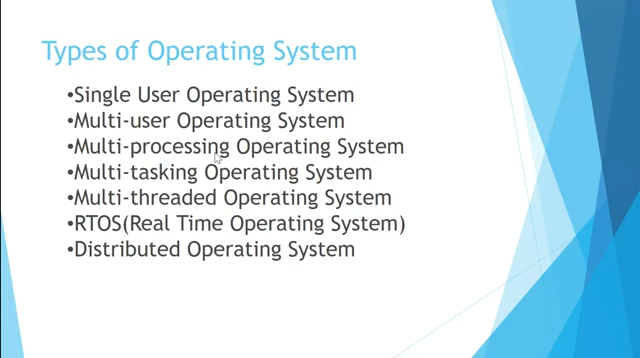 Types of Operating System
•Single User Operating System
•Multi-user Operating System
•Multi-processing Operating System
•Multi-tasking Operating System
•Multi-threaded Operating System
•RTOS(Real Time Operating System)
•Distributed Operating System